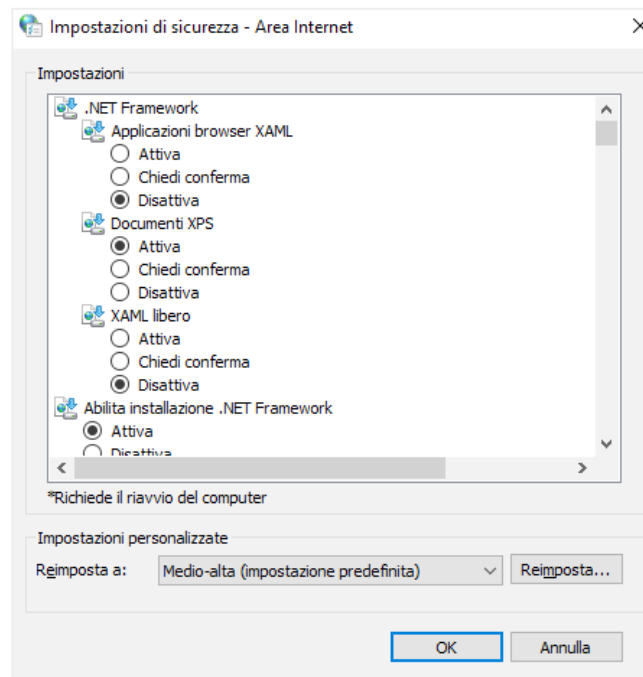 Impostazioni di sicurezza - Area Internet
Impostazioni
.NET Framework
Applicazioni browser XAML
Attiva
Chiedi conferma
Disattiva
Documenti XPS
Attiva
Chiedi conferma
Disattiva
XAML libero
Attiva
Chiedi conferma
Disattiva
Abilita installazione .NET Framework
Attiva
Disattiva
*Richiede il riavvio del computer
Impostazioni personalizzate
Reimposta a: Medio-alta (impostazione predefinita) Reimposta...
OK Annulla